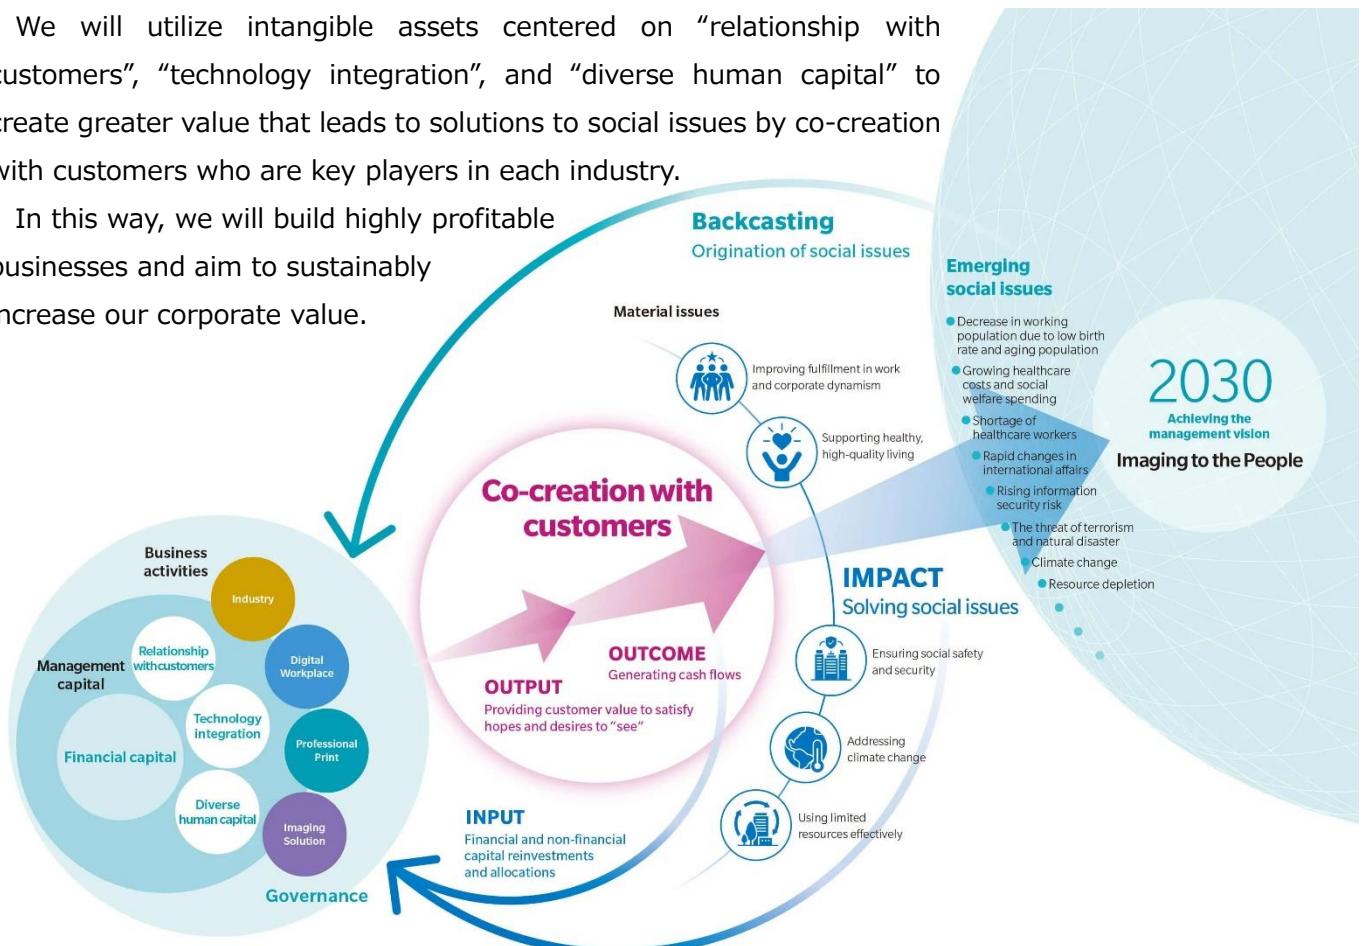 We will utilize intangible assets centered on “relationship with
customers”, “technology integration”, and “diverse human capital” to
create greater value that leads to solutions to social issues by co-creation
with customers who are key players in each industry.
In this way, we will build highly profitable
businesses and aim to sustainably
increase our corporate value.
Backcasting
Origination of social issues
Emerging
social issues
Decrease in working
population due to low birth
rate and aging population
Growing healthcare
costs and social
welfare spending
Shortage of
healthcare workers
Rapid changes in
international affairs
Rising information
security risk
The threat of terrorism
and natural disaster
Climate change
Resource depletion
2030
Achieving the
management vision
Imaging to the People
Material issues
Improving fulfillment in work
and corporate dynamism
Supporting healthy,
high-quality living
Co-creation with
customers
IMPACT
Solving social issues
OUTCOME
Generating cash flows
OUTPUT
Providing customer value to satisfy
hopes and desires to “see”
Ensuring social safety
and security
Addressing
climate change
Using limited
resources effectively
INPUT
Financial and non-financial
capital reinvestments
and allocations
Business
activities
Industry
Digital
Workplace
Professional
Print
Imaging
Solution
Management
capital
Relationship
with customers
Technology
integration
Financial capital
Diverse
human capital
Governance